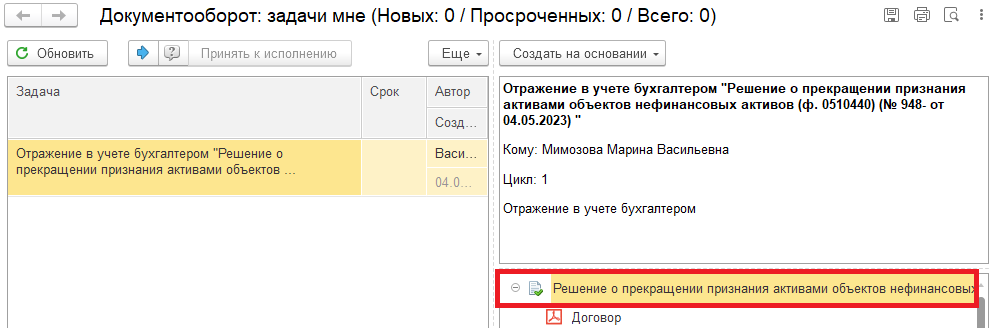 Документооборот: задачи мне (Новых: 0 / Просроченных: 0 / Всего: 0)
Обновить
Принять к исполнению
Еще
Создать на основании
Задача
Срок
Автор
Созд...
Отражение в учете бухгалтером "Решение о
прекращении признания активами объектов ...
Васи...
04.0...
Отражение в учете бухгалтером "Решение о прекращении признания
активами объектов нефинансовых активов (ф. 0510440) (№ 948- от
04.05.2023) "
Кому: Мимозова Марина Васильевна
Цикл: 1
Отражение в учете бухгалтером
Решение о прекращении признания активами объектов нефинансовых
Договор